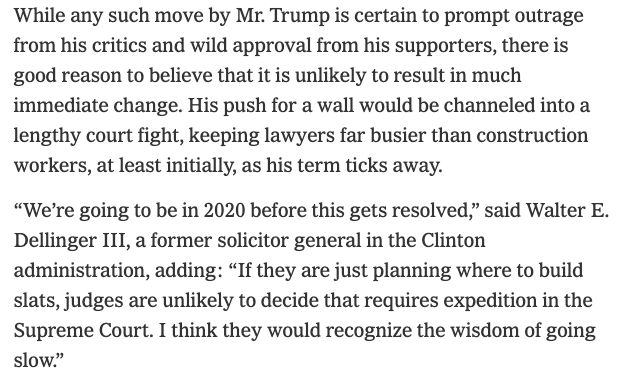 While any such move by Mr. Trump is certain to prompt outrage
from his critics and wild approval from his supporters, there is
good reason to believe that it is unlikely to result in much
immediate change. His push for a wall would be channeled into a
lengthy court fight, keeping lawyers far busier than construction
workers, at least initially, as his term ticks away.
“We’re going to be in 2020 before this gets resolved,” said Walter E.
Dellinger III, a former solicitor general in the Clinton
administration, adding: “If they are just planning where to build
slats, judges are unlikely to decide that requires expedition in the
Supreme Court. I think they would recognize the wisdom of going
slow.”